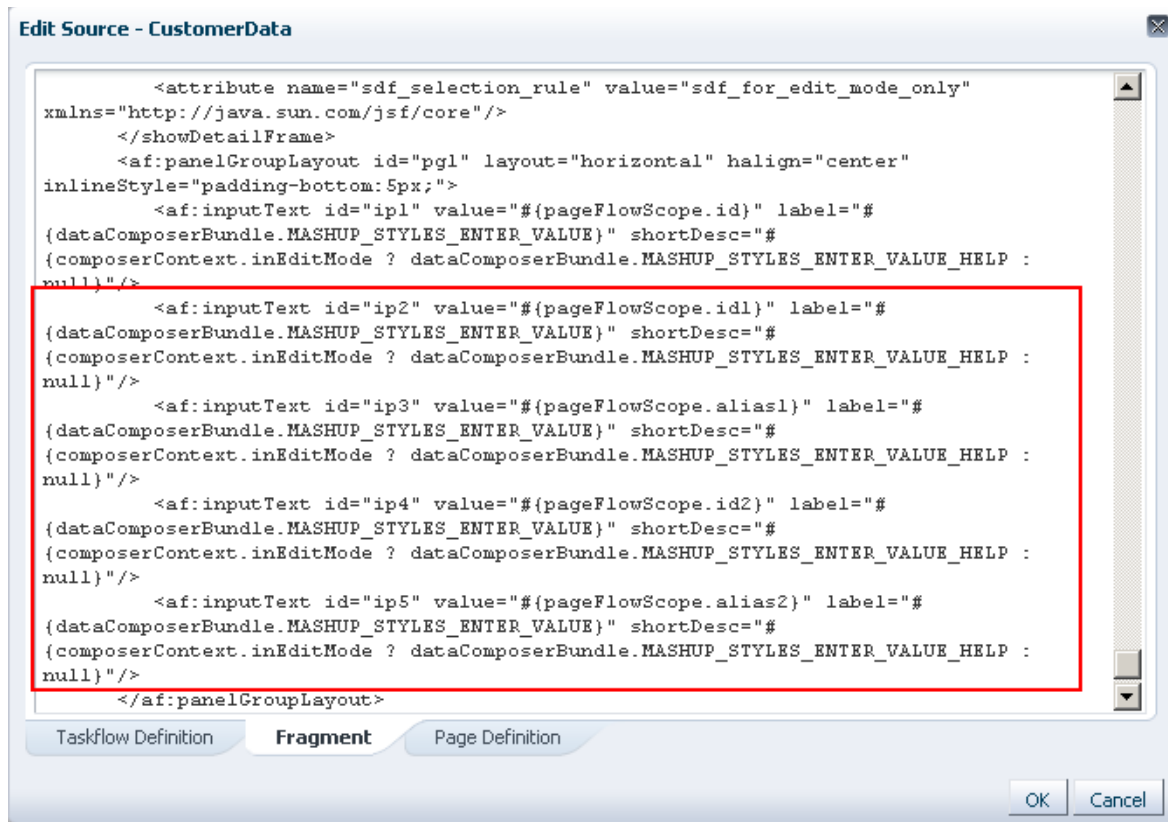 Edit Source - CustomerData
<attribute name="sdf_selection_rule" value="sdf_for_edit_mode_only"
xmlns="http://java.sun.com/jsf/core"/>
</showDetailFrame>
<af:panelGroupLayout id="pgl" layout="horizontal" halign="center"
inlineStyle="padding-bottom:5px;">
<af:inputText id="ip1" value="#{pageFlowScope.id}" label="#
{dataComposerBundle.MASHUP_STYLES_ENTER_VALUE}" shortDesc="#
{composerContext.inEditMode ? dataComposerBundle.MASHUP_STYLES_ENTER_VALUE_HELP :
null}"/>
<af:inputText id="ip2" value="#{pageFlowScope.id1}" label="#
{dataComposerBundle.MASHUP_STYLES_ENTER_VALUE}" shortDesc="#
{composerContext.inEditMode ? dataComposerBundle.MASHUP_STYLES_ENTER_VALUE_HELP :
null}"/>
<af:inputText id="ip3" value="#{pageFlowScope.alias1}" label="#
{dataComposerBundle.MASHUP_STYLES_ENTER_VALUE}" shortDesc="#
{composerContext.inEditMode ? dataComposerBundle.MASHUP_STYLES_ENTER_VALUE_HELP :
null}"/>
<af:inputText id="ip4" value="#{pageFlowScope.id2}" label="#
{dataComposerBundle.MASHUP_STYLES_ENTER_VALUE}" shortDesc="#
{composerContext.inEditMode ? dataComposerBundle.MASHUP_STYLES_ENTER_VALUE_HELP :
null}"/>
<af:inputText id="ip5" value="#{pageFlowScope.alias2}" label="#
{dataComposerBundle.MASHUP_STYLES_ENTER_VALUE}" shortDesc="#
{composerContext.inEditMode ? dataComposerBundle.MASHUP_STYLES_ENTER_VALUE_HELP :
null}"/>
</af:panelGroupLayout>
Taskflow Definition Fragment Page Definition
OK Cancel